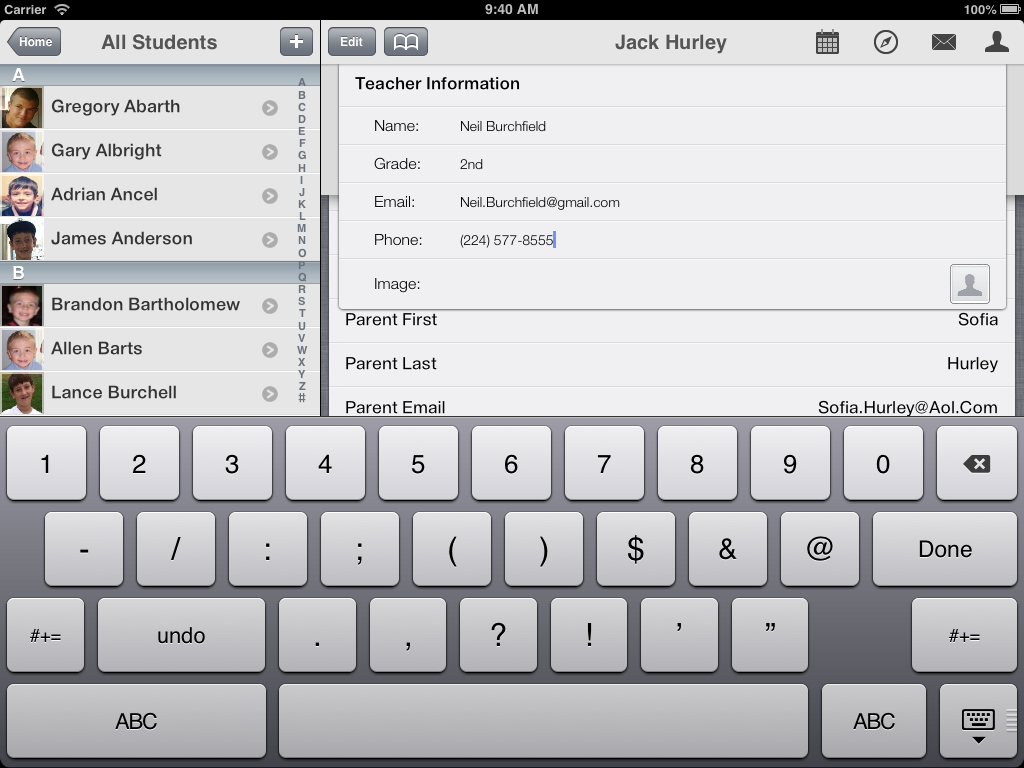 Carrier 9:40 AM 100%
Home All Students +
Edit Jack Hurley
A
Gregory Abarth
Gary Albright
Adrian Ancel
James Anderson
B
Brandon Bartholomew
Allen Barts
Lance Burchell
A
B
C
D
E
F
G
H
I
J
K
L
M
N
O
P
Q
R
S
T
U
V
W
X
Y
Z
#
Teacher Information
Name: Neil Burchfield
Grade: 2nd
Email: Neil.Burchfield@gmail.com
Phone: (224) 577-8555
Image:
Parent First Sofia
Parent Last Hurley
Parent Email Sofia.Hurley@Aol.Com
1 2 3 4 5 6 7 8 9 0
- / : ; ( ) $ & @ Done
#+= undo . , ? ! ’ ” #+=
ABC ABC